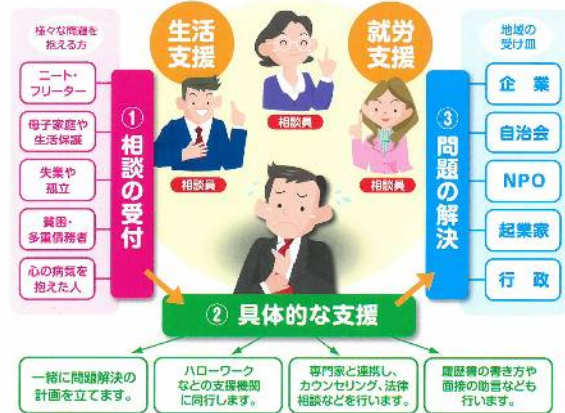 様々な問題を
抱える方
ニート・
フリーター
母子家庭や
生活保護
失業や
孤立
貧困・
多重債務者
心の病気を
抱えた人
① 相談の受付
生活
支援
就労
支援
相談員
相談員
相談員
② 具体的な支援
一緒に問題解決の
計画を立てます。
ハローワーク
などの支援機関
に同行します。
専門家と連携し、
カウンセリング、法律
相談などを行います。
履歴書の書き方や
面接の助言なども
行います。
③ 問題の解決
地域の
受け皿
企業
自治会
NPO
起業家
行政